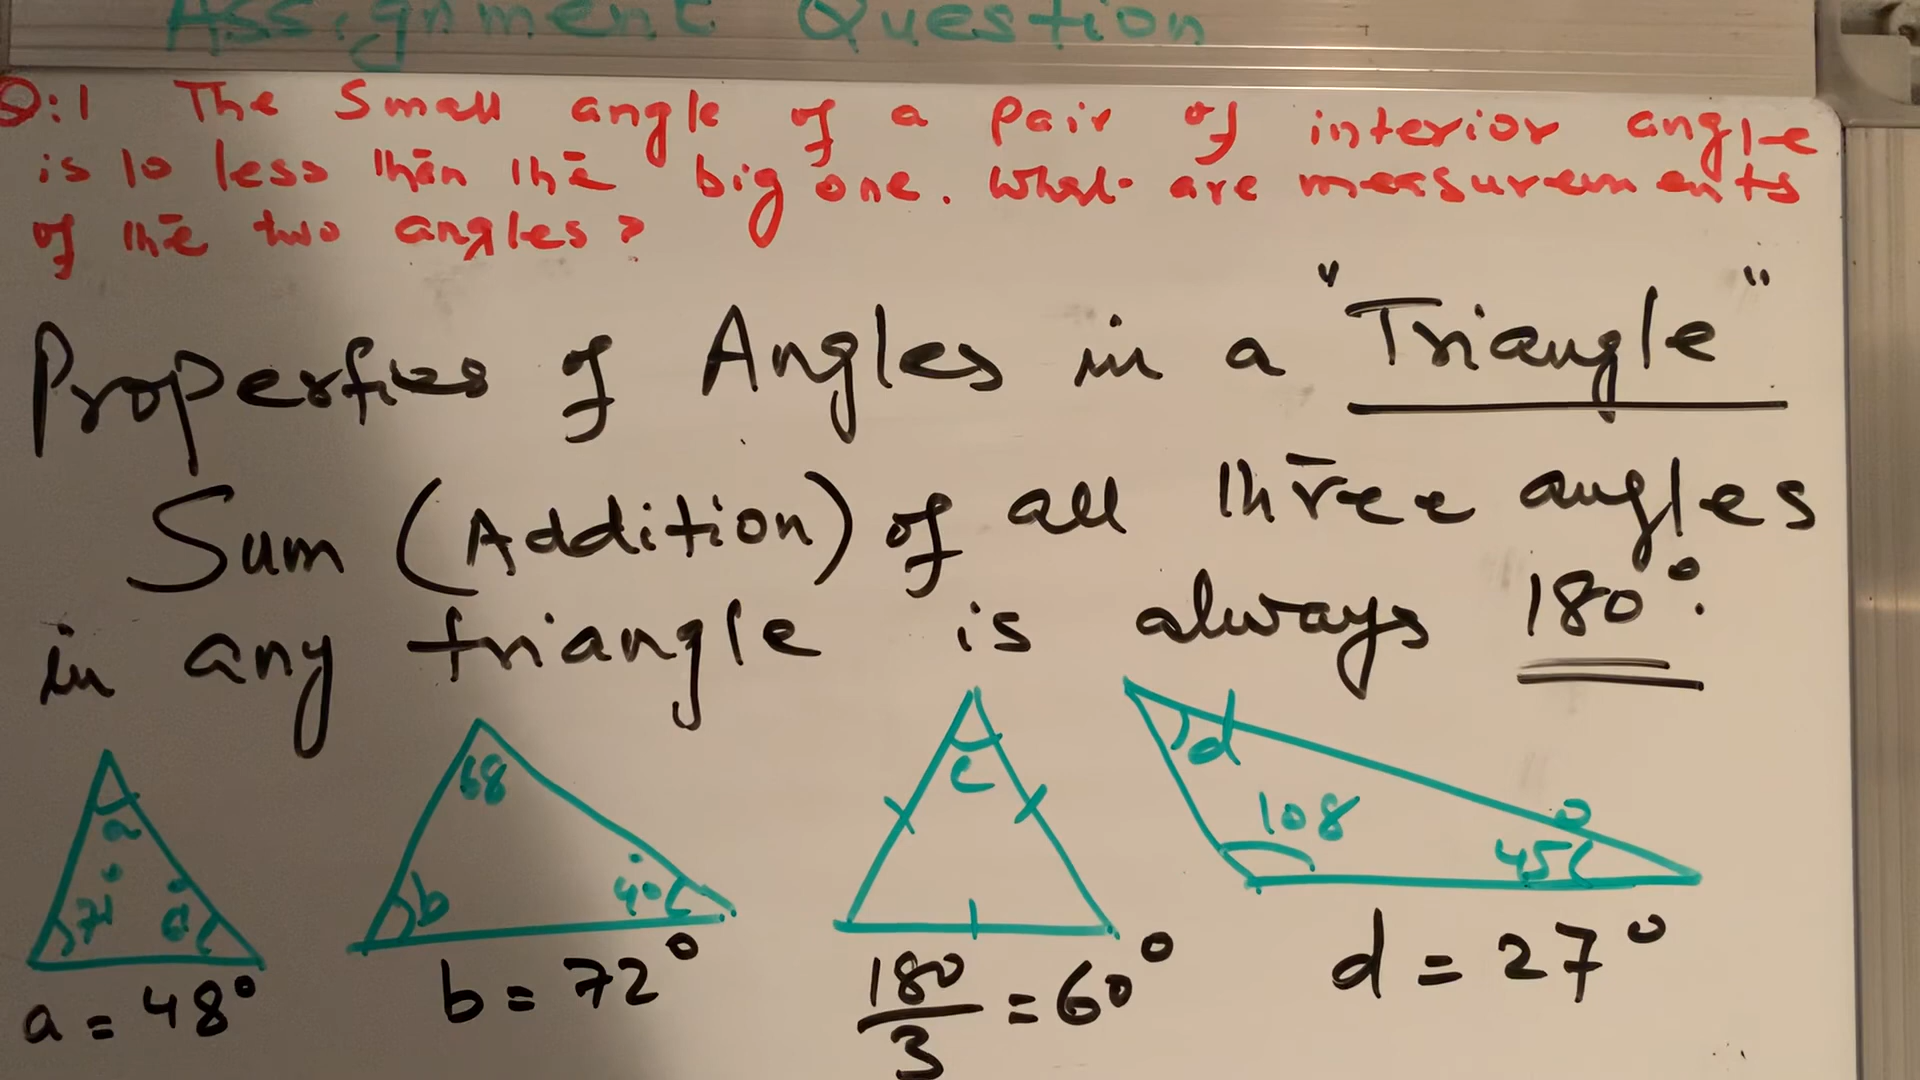 Assignment Question
Q:1 The Small angle of a pair of interior angle
is 10 less than the big one. What are measurements
of the two angles?
Properties of Angles in a "Triangle"
Sum (Addition) of all three angles
in any triangle is always 180°.
a
71°
68
b
40°
c
d
108
45°
a = 48°
b = 72°
180/3 = 60°
d = 27°